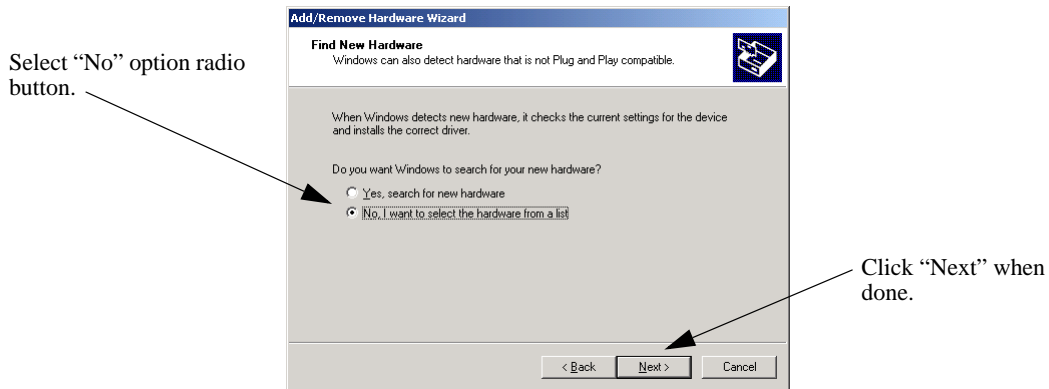 Add/Remove Hardware Wizard
Find New Hardware
Windows can also detect hardware that is not Plug and Play compatible.
Select “No” option radio
button.
When Windows detects new hardware, it checks the current settings for the device
and installs the correct driver.
Do you want Windows to search for your new hardware?
Yes, search for new hardware
No, I want to select the hardware from a list
Click “Next” when
done.
< Back
Next >
Cancel